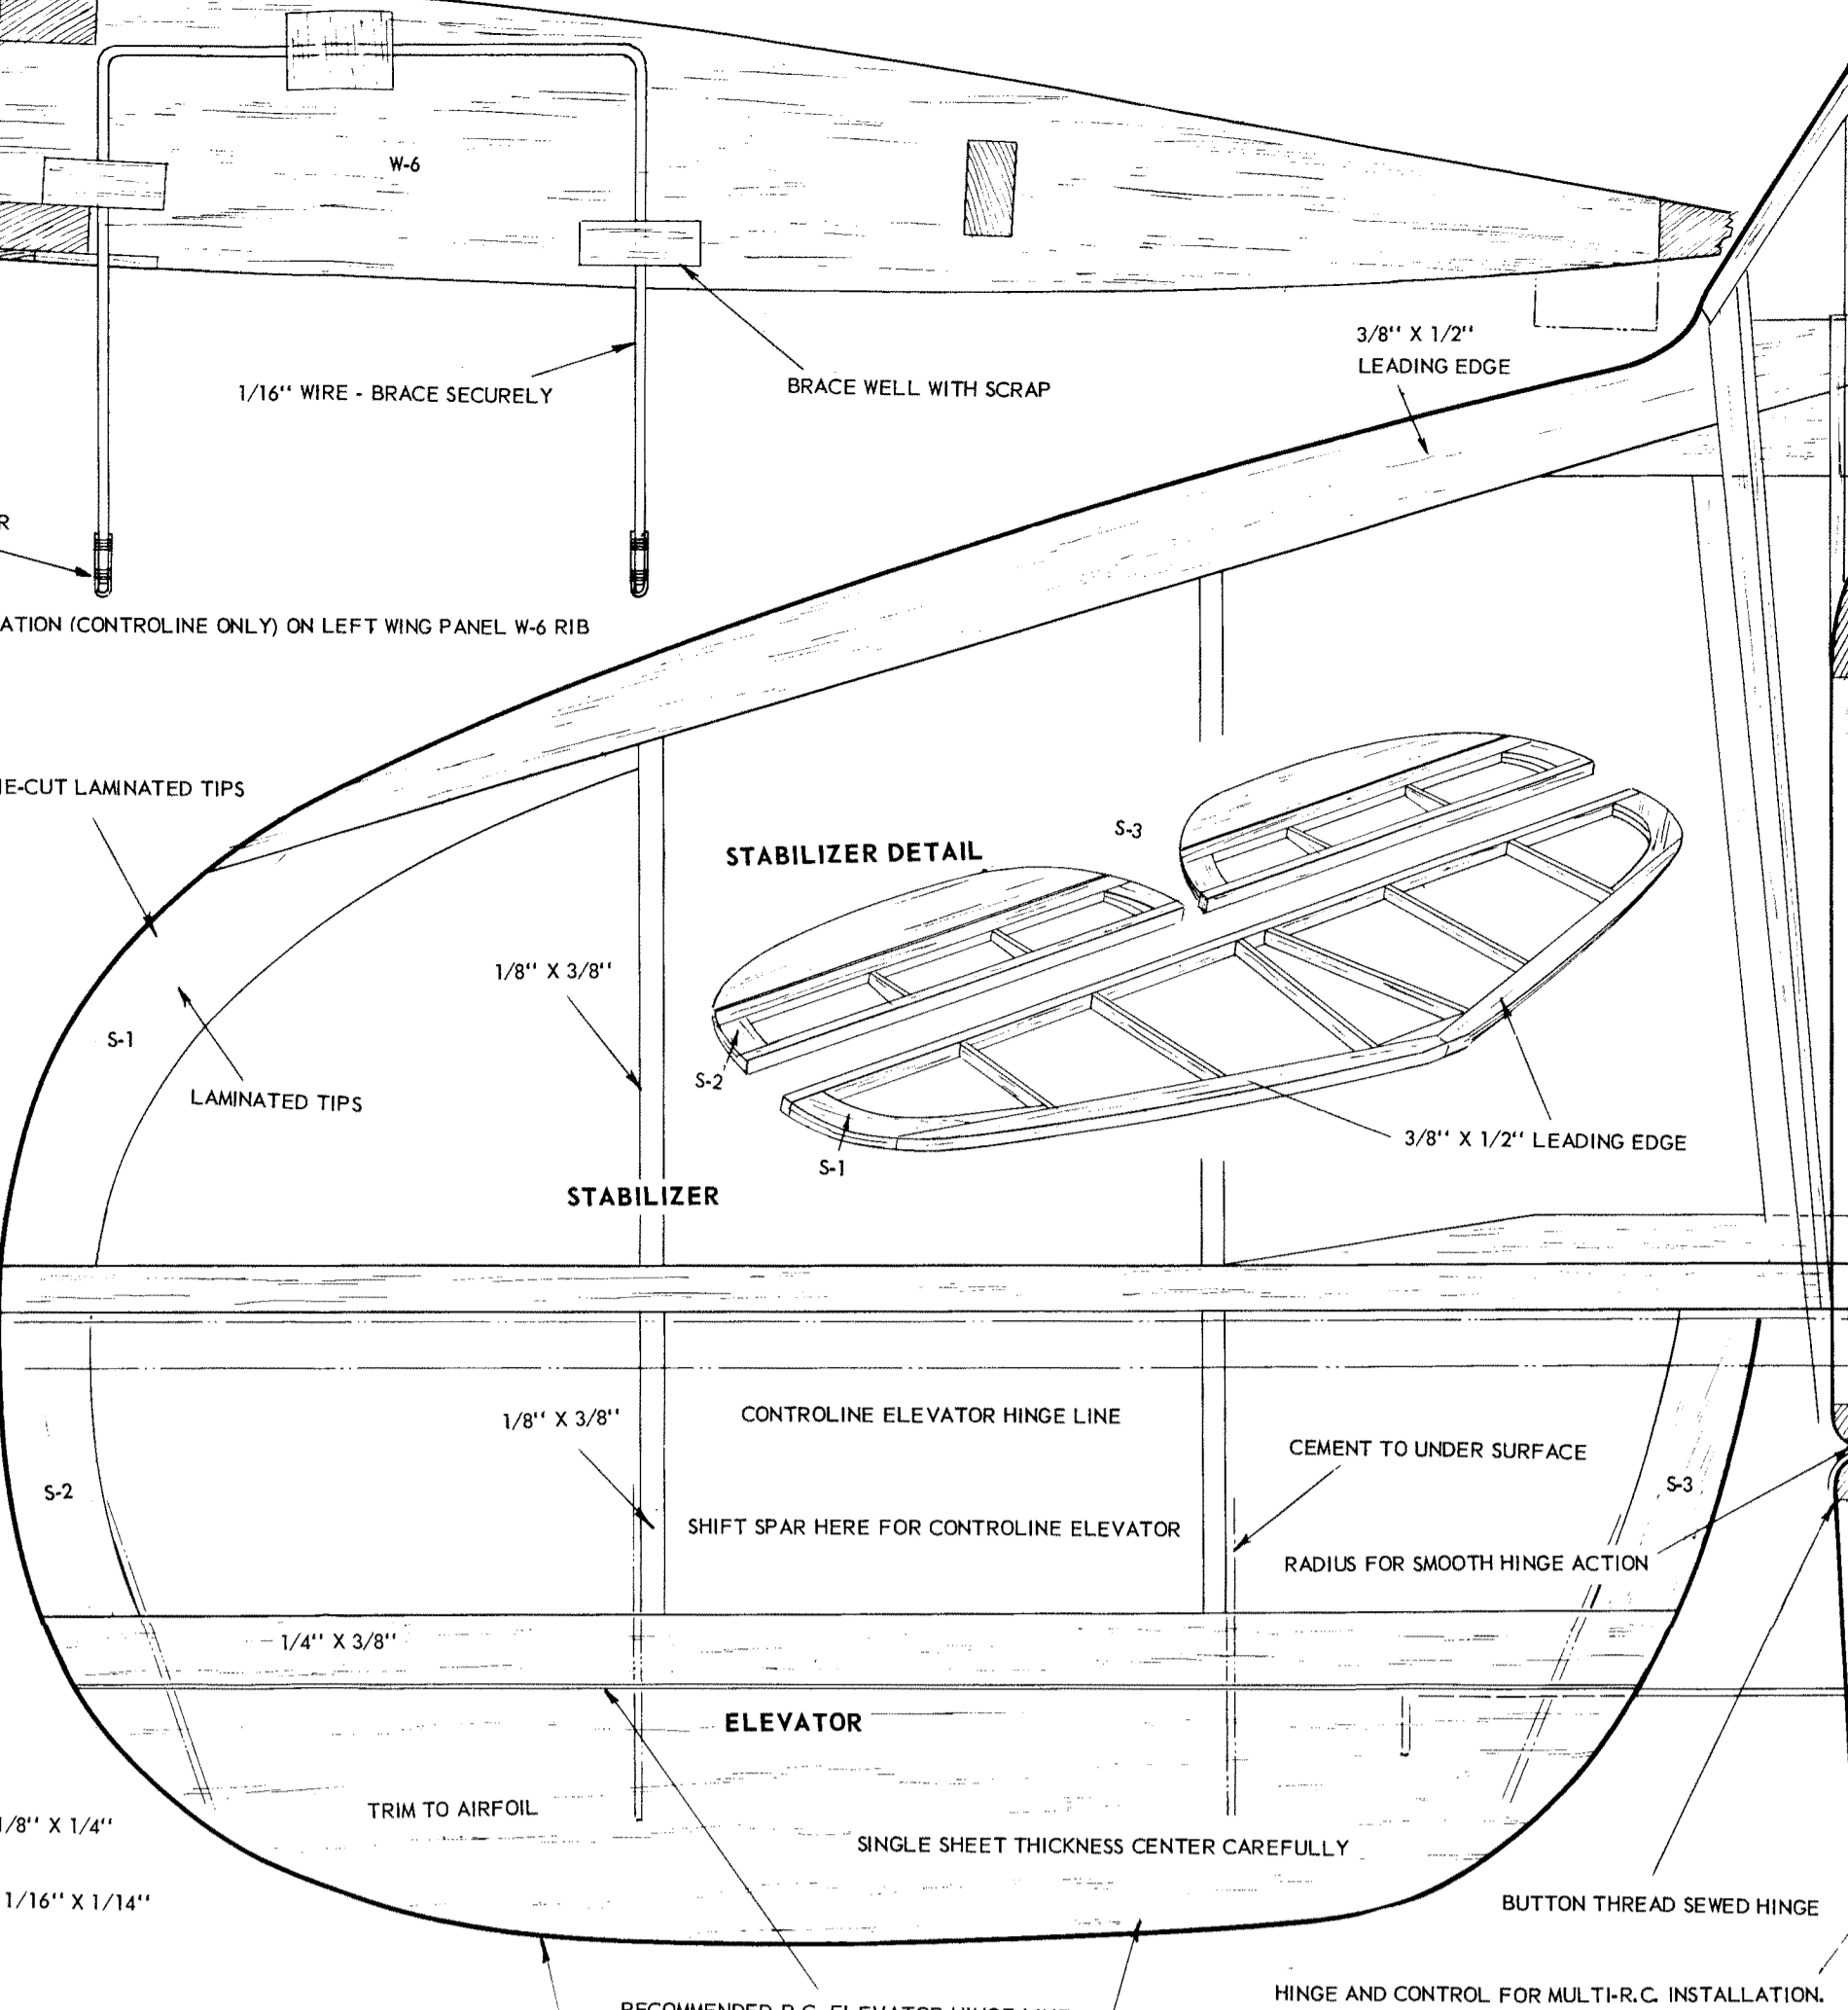 W-6
3/8" X 1/2"
LEADING EDGE
1/16" WIRE - BRACE SECURELY
BRACE WELL WITH SCRAP
R
ATION (CONTROLINE ONLY) ON LEFT WING PANEL W-6 RIB
IE-CUT LAMINATED TIPS
S-3
STABILIZER DETAIL
1/8" X 3/8"
S-1
S-2
LAMINATED TIPS
3/8" X 1/2" LEADING EDGE
S-1
STABILIZER
1/8" X 3/8"
CONTROLINE ELEVATOR HINGE LINE
CEMENT TO UNDER SURFACE
S-2
S-3
SHIFT SPAR HERE FOR CONTROLINE ELEVATOR
RADIUS FOR SMOOTH HINGE ACTION
1/4" X 3/8"
ELEVATOR
TRIM TO AIRFOIL
1/8" X 1/4"
SINGLE SHEET THICKNESS CENTER CAREFULLY
1/16" X 1/14"
BUTTON THREAD SEWED HINGE
HINGE AND CONTROL FOR MULTI-R.C. INSTALLATION.
RECOMMENDED R.C. ELEVATOR HINGE LINE